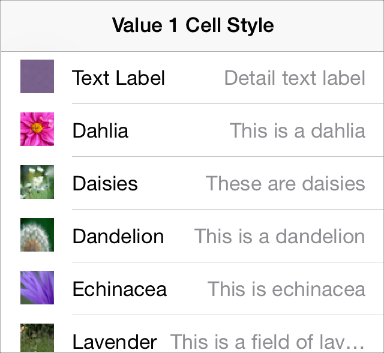 Value 1 Cell Style
Text Label Detail text label
Dahlia This is a dahlia
Daisies These are daisies
Dandelion This is a dandelion
Echinacea This is echinacea
Lavender This is a field of lav…